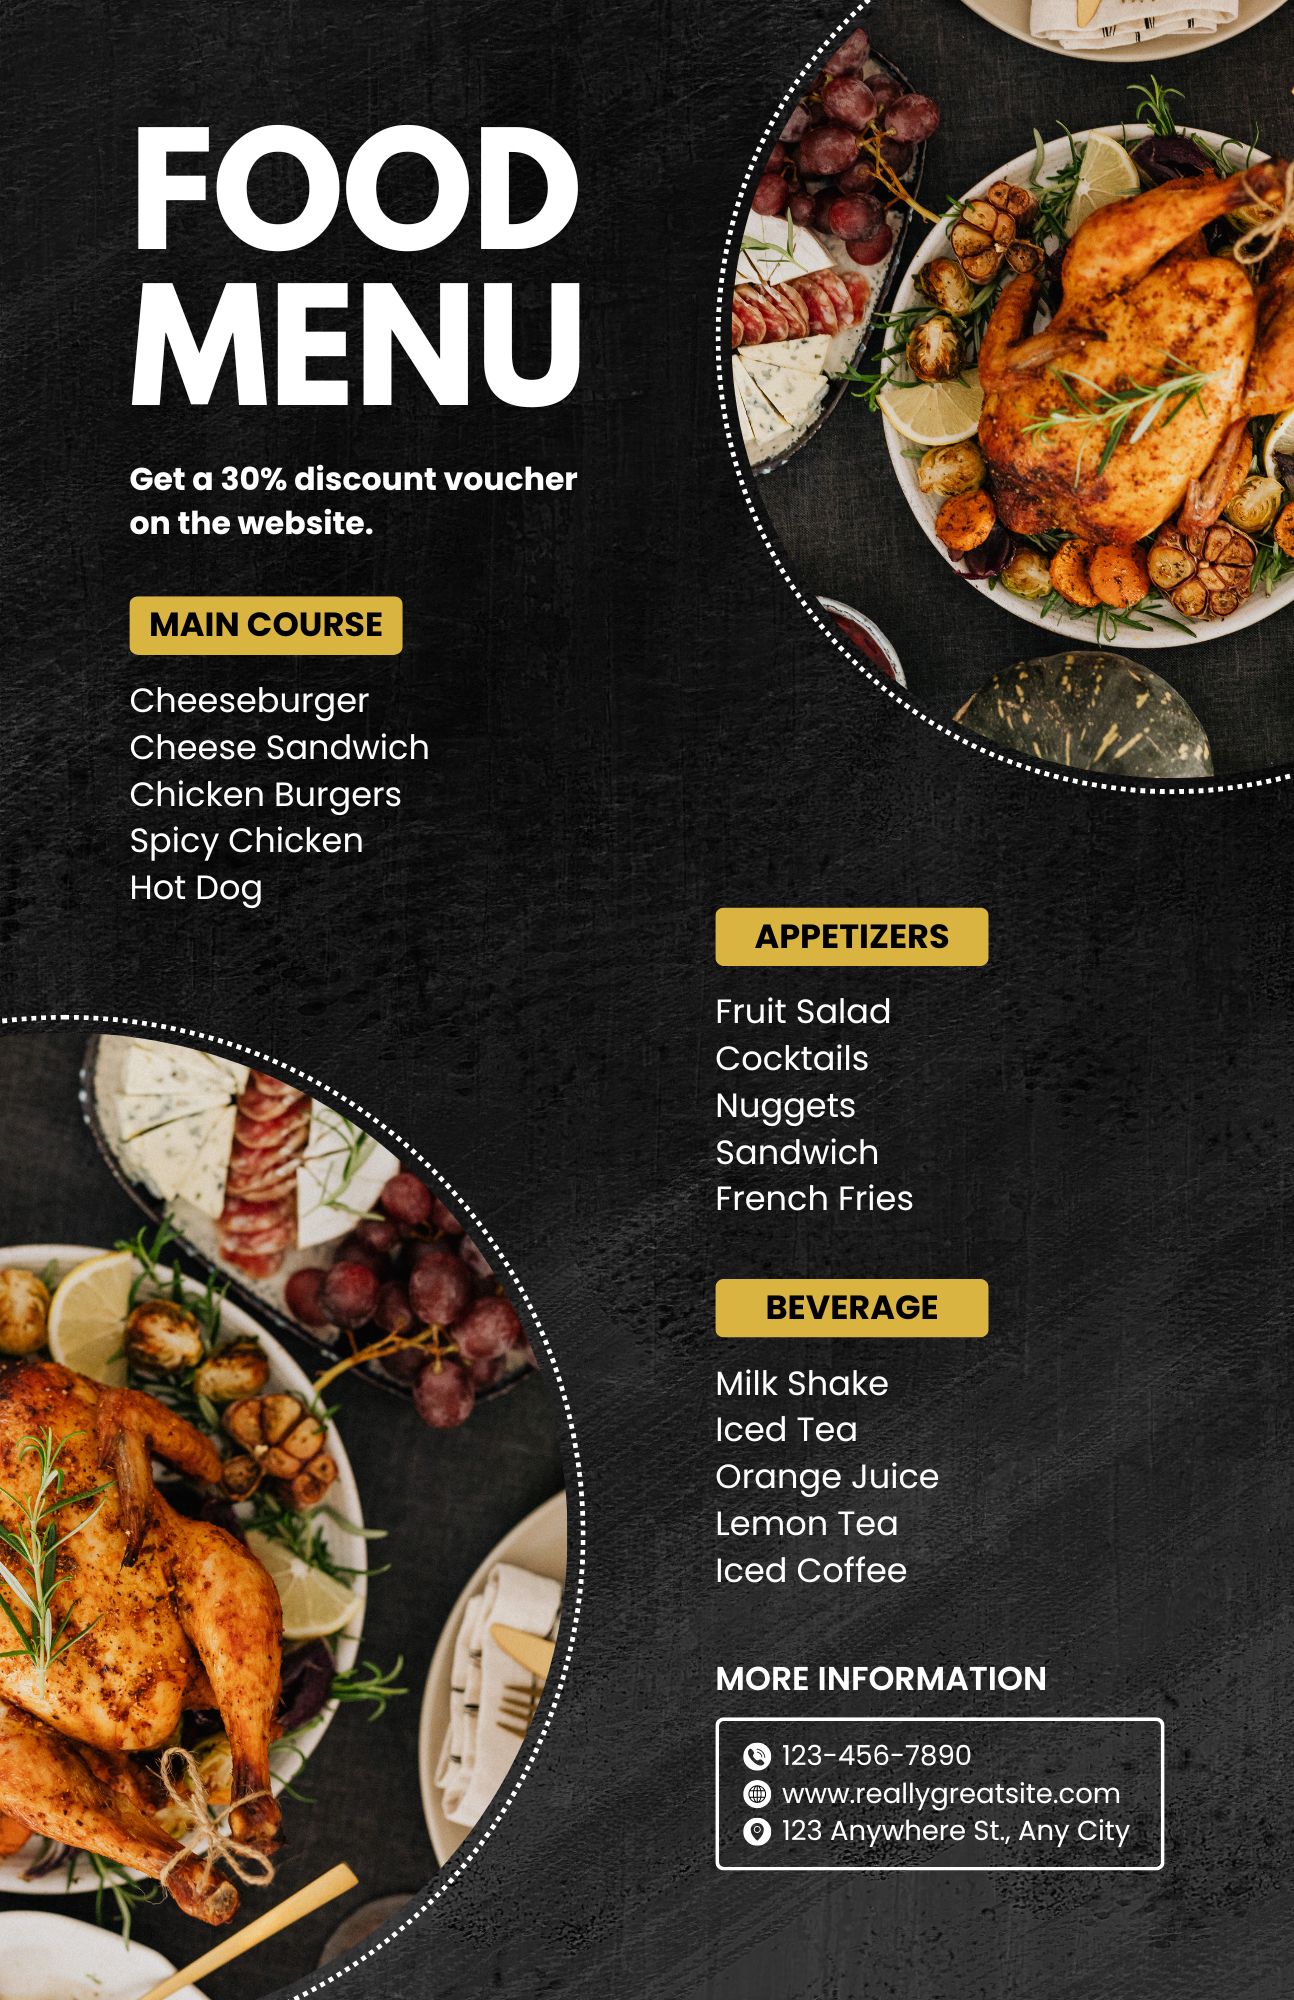 FOOD
MENU
Get a 30% discount voucher
on the website.
MAIN COURSE
Cheeseburger
Cheese Sandwich
Chicken Burgers
Spicy Chicken
Hot Dog
APPETIZERS
Fruit Salad
Cocktails
Nuggets
Sandwich
French Fries
BEVERAGE
Milk Shake
Iced Tea
Orange Juice
Lemon Tea
Iced Coffee
MORE INFORMATION
123-456-7890
www.reallygreatsite.com
123 Anywhere St., Any City